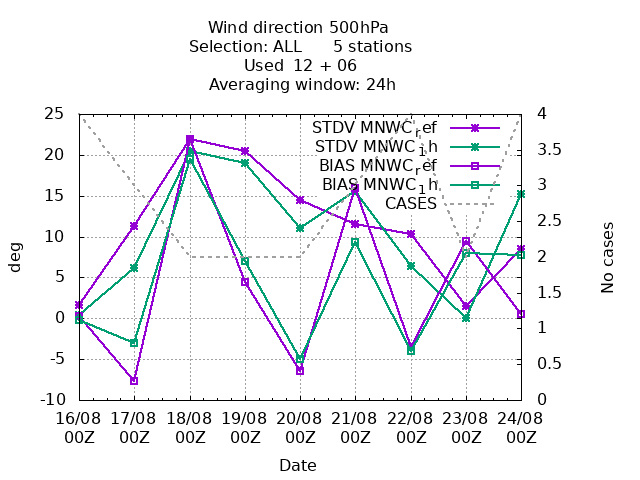 Wind direction 500hPa
Selection: ALL 5 stations
Used 12 + 06
Averaging window: 24h
STDV MNWC_ref
STDV MNWC_1h
BIAS MNWC_ref
BIAS MNWC_1h
CASES
deg
25
20
15
10
5
0
-5
-10
4
3.5
3
2.5
2
1.5
1
0.5
0
No cases
16/08 17/08 18/08 19/08 20/08 21/08 22/08 23/08 24/08
00Z 00Z 00Z 00Z 00Z 00Z 00Z 00Z 00Z
Date